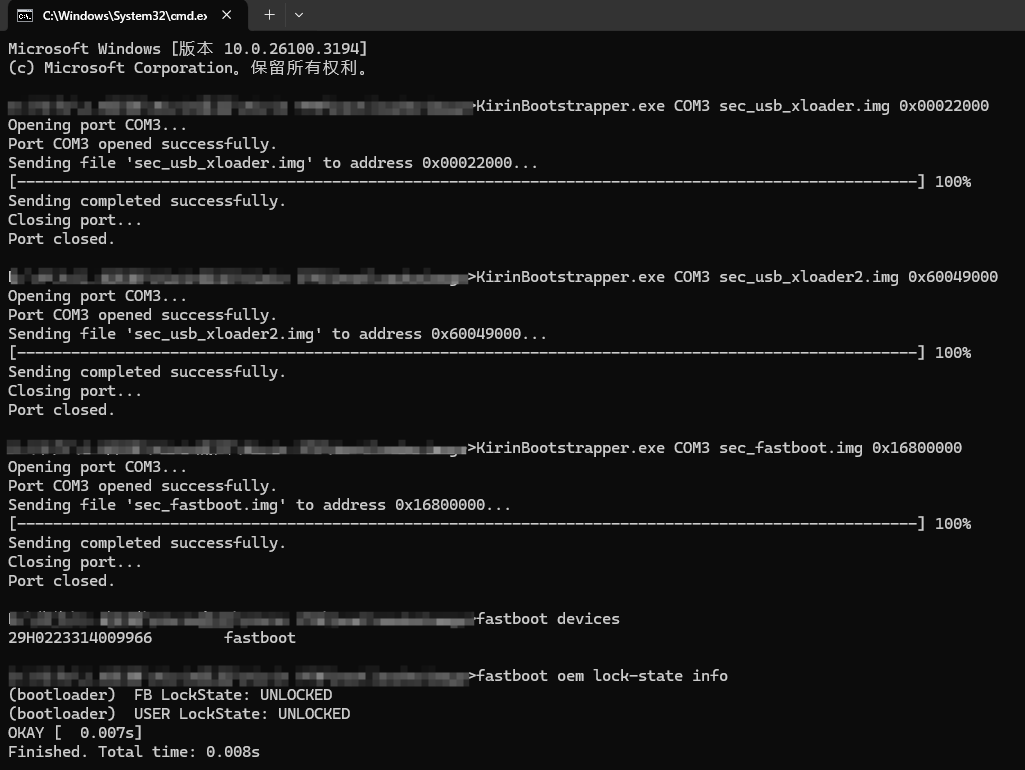 C:\Windows\System32\cmd.ex
Microsoft Windows [版本 10.0.26100.3194]
(c) Microsoft Corporation。保留所有权利。
>KirinBootstrapper.exe COM3 sec_usb_xloader.img 0x00022000
Opening port COM3...
Port COM3 opened successfully.
Sending file 'sec_usb_xloader.img' to address 0x00022000...
[----------------------------------------------------------------------------------------------------] 100%
Sending completed successfully.
Closing port...
Port closed.
>KirinBootstrapper.exe COM3 sec_usb_xloader2.img 0x60049000
Opening port COM3...
Port COM3 opened successfully.
Sending file 'sec_usb_xloader2.img' to address 0x60049000...
[----------------------------------------------------------------------------------------------------] 100%
Sending completed successfully.
Closing port...
Port closed.
>KirinBootstrapper.exe COM3 sec_fastboot.img 0x16800000
Opening port COM3...
Port COM3 opened successfully.
Sending file 'sec_fastboot.img' to address 0x16800000...
[----------------------------------------------------------------------------------------------------] 100%
Sending completed successfully.
Closing port...
Port closed.
>fastboot devices
29H0223314009966        fastboot
>fastboot oem lock-state info
(bootloader)  FB LockState: UNLOCKED
(bootloader)  USER LockState: UNLOCKED
OKAY [  0.007s]
Finished. Total time: 0.008s